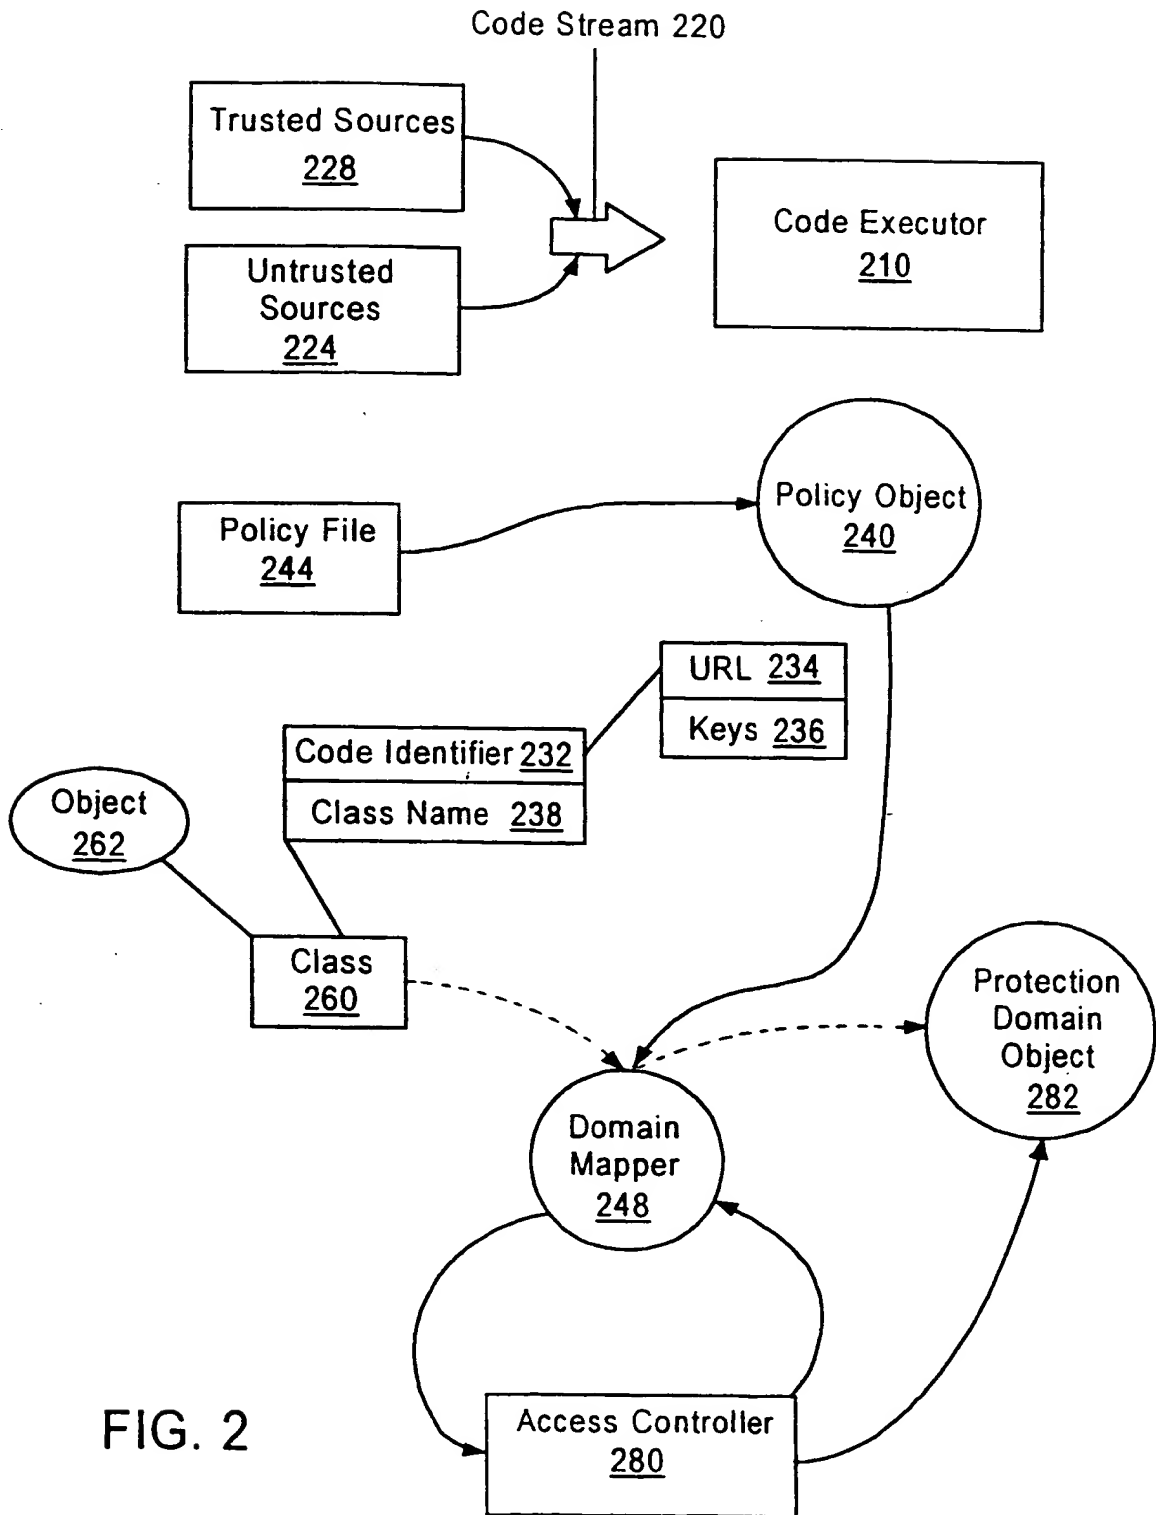 Code Stream 220
Trusted Sources
228
Untrusted
Sources
224
Code Executor
210
Policy Object
240
Policy File
244
URL 234
Keys 236
Code Identifier 232
Class Name 238
Object
262
Class
260
Protection
Domain
Object
282
Domain
Mapper
248
Access Controller
280
FIG. 2